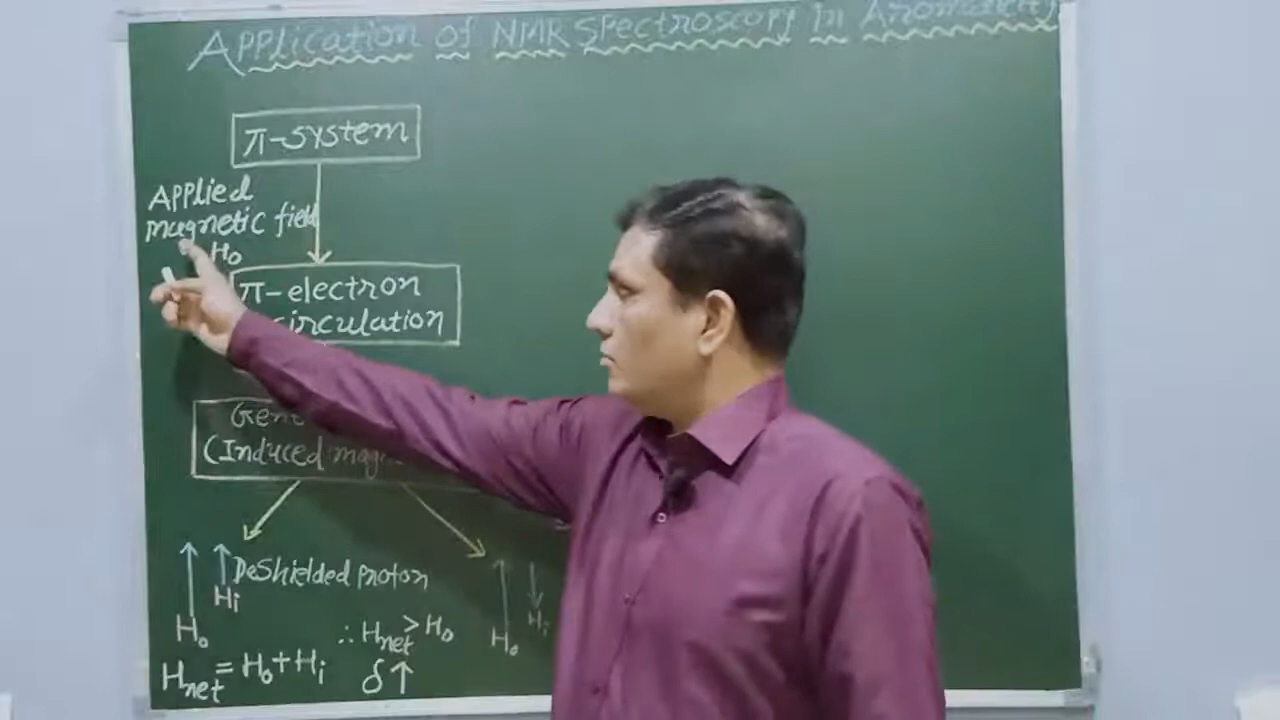 Application of NMR Spectroscopy in Aromaticity
π-system
Applied
magnetic field
H₀
π-electron
circulation
(Induced
Deshielded proton
Hᵢ
H₀
∴ Hnet > H₀
Hnet = H₀ + Hᵢ
δ ↑
Hᵢ
H₀